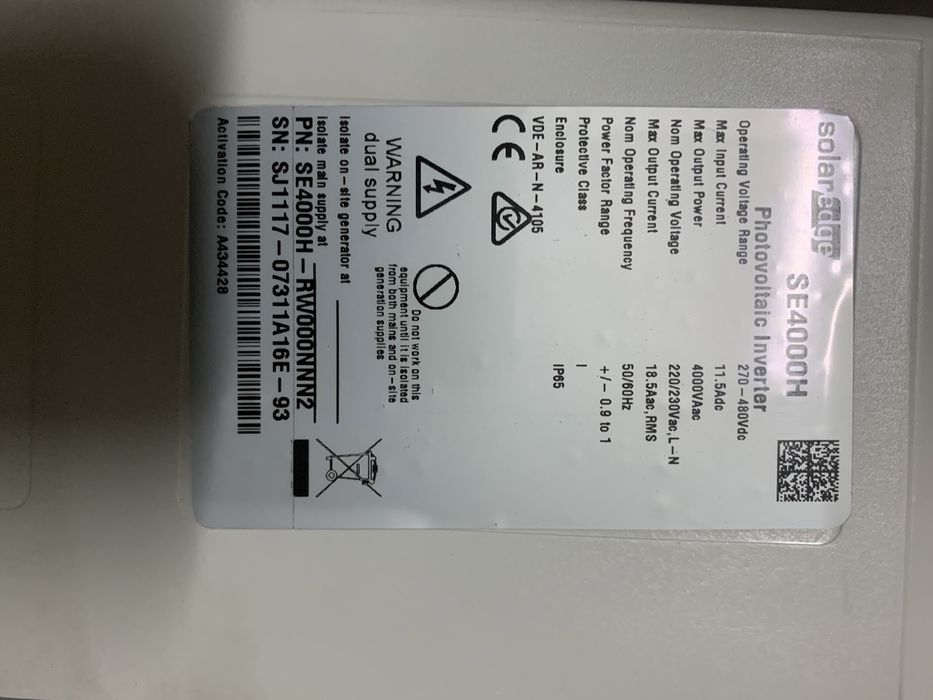 solaredge
SE4000H
Photovoltaic Inverter
Operating Voltage Range 270-480Vdc
Max Input Current 11.5Adc
Max Output Power 4000VAac
Nom Operating Voltage 220/230Vac,L-N
Max Output Current 18.5Aac,RMS
Nom Operating Frequency 50/60Hz
Power Factor Range +/-0.9 to 1
Protective Class I
Enclosure IP65
VDE-AR-N-4105
CE
WARNING
dual supply
Do not work on this
equipment until it is isolated
from both mains and on-site
generation supplies
Isolate on-site generator at
Isolate main supply at
PN: SE4000H-RW000NNN2
SN: SJ1117-07311A16E-93
Activation Code: A434428